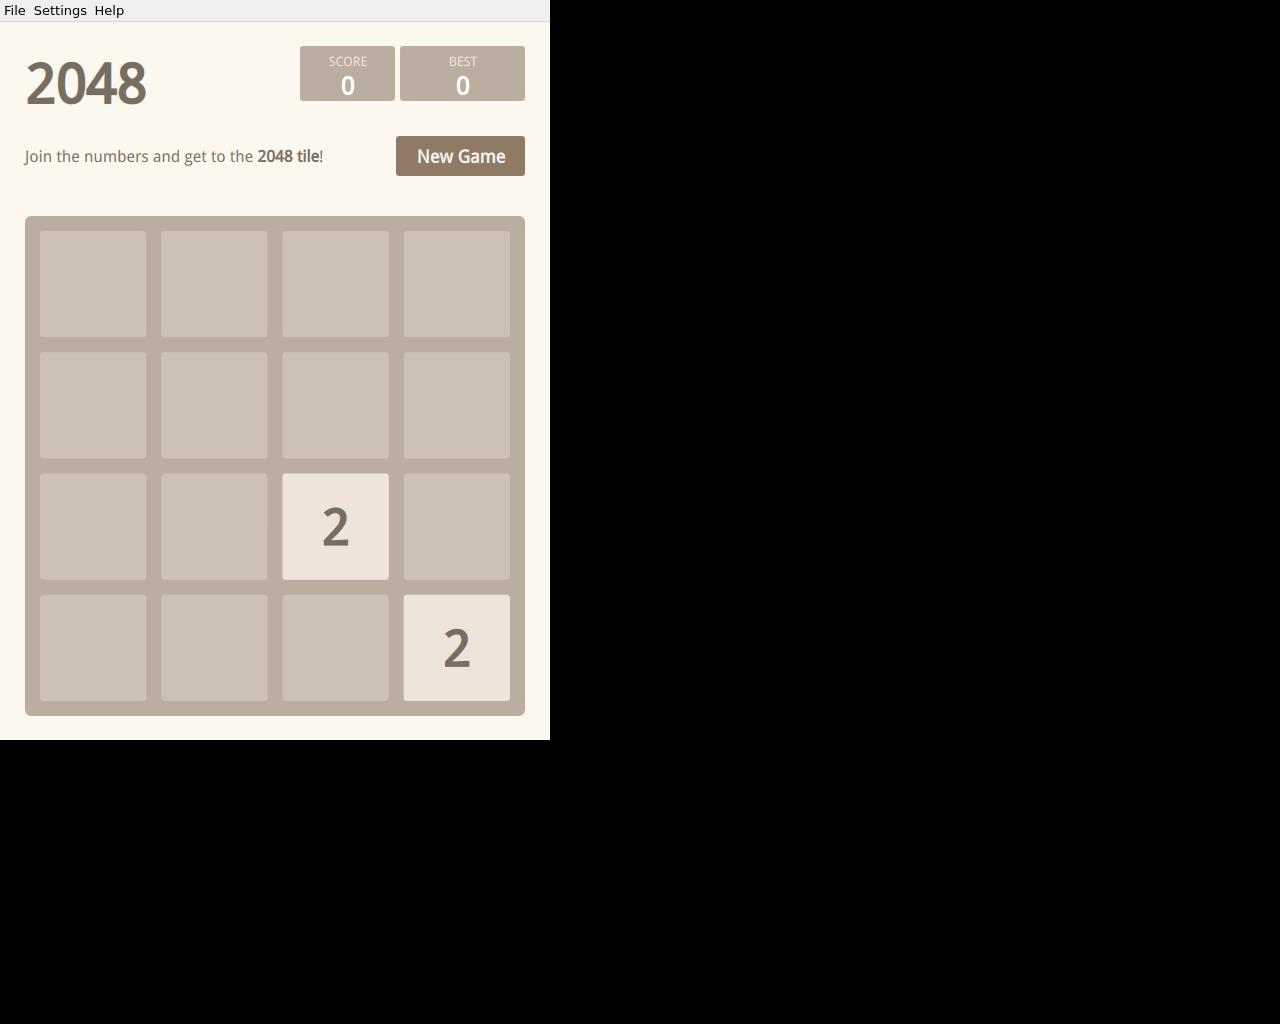 File Settings Help
2048
SCORE
0
BEST
0
Join the numbers and get to the 2048 tile!
New Game
2
2